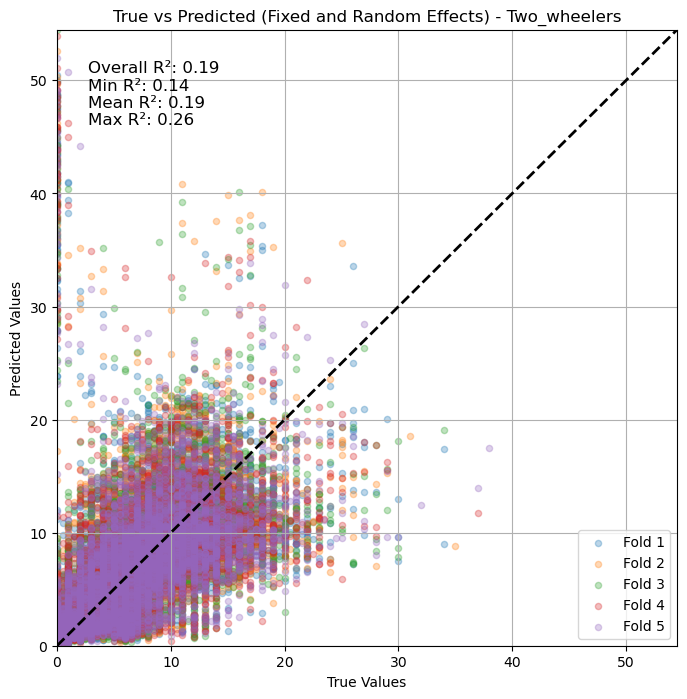 True vs Predicted (Fixed and Random Effects) - Two_wheelers
Overall R²: 0.19
Min R²: 0.14
Mean R²: 0.19
Max R²: 0.26
50
40
30
20
10
0
Predicted Values
Fold 1
Fold 2
Fold 3
Fold 4
Fold 5
0 10 20 30 40 50
True Values